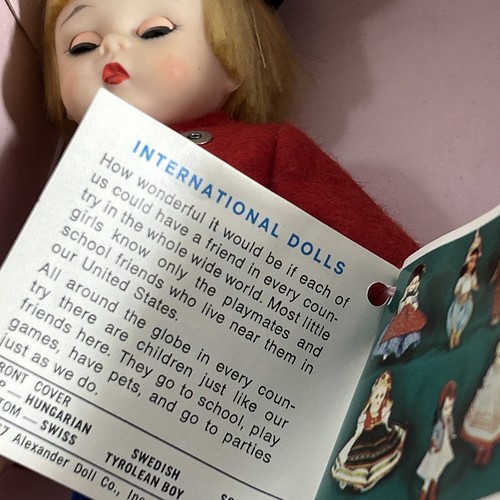 INTERNATIONAL DOLLS
How wonderful it would be if each of
us could have a friend in every coun-
try in the whole wide world. Most little
girls know only the playmates and
school friends who live near them in
our United States.
All around the globe in every coun-
try there are children just like our
friends here. They go to school, play
games, have pets, and go to parties
just as we do.
RONT COVER
P — HUNGARIAN
TOM — SWISS
SWEDISH
TYROLEAN BOY
Alexander Doll Co., Inc